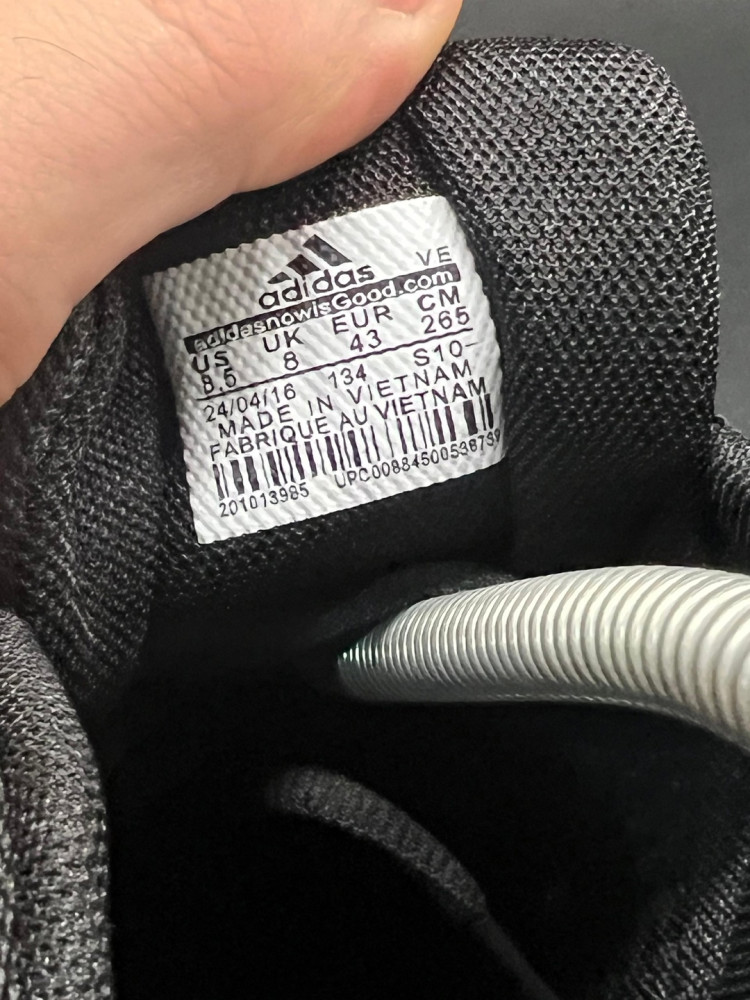 VE
adidas
adidasnowisGood.com
US UK EUR CM
8.5 8 43 265
24/04/16 134 S10-
MADE IN VIETNAM
FABRIQUE AU VIETNAM
201013985 UPC00884500538739